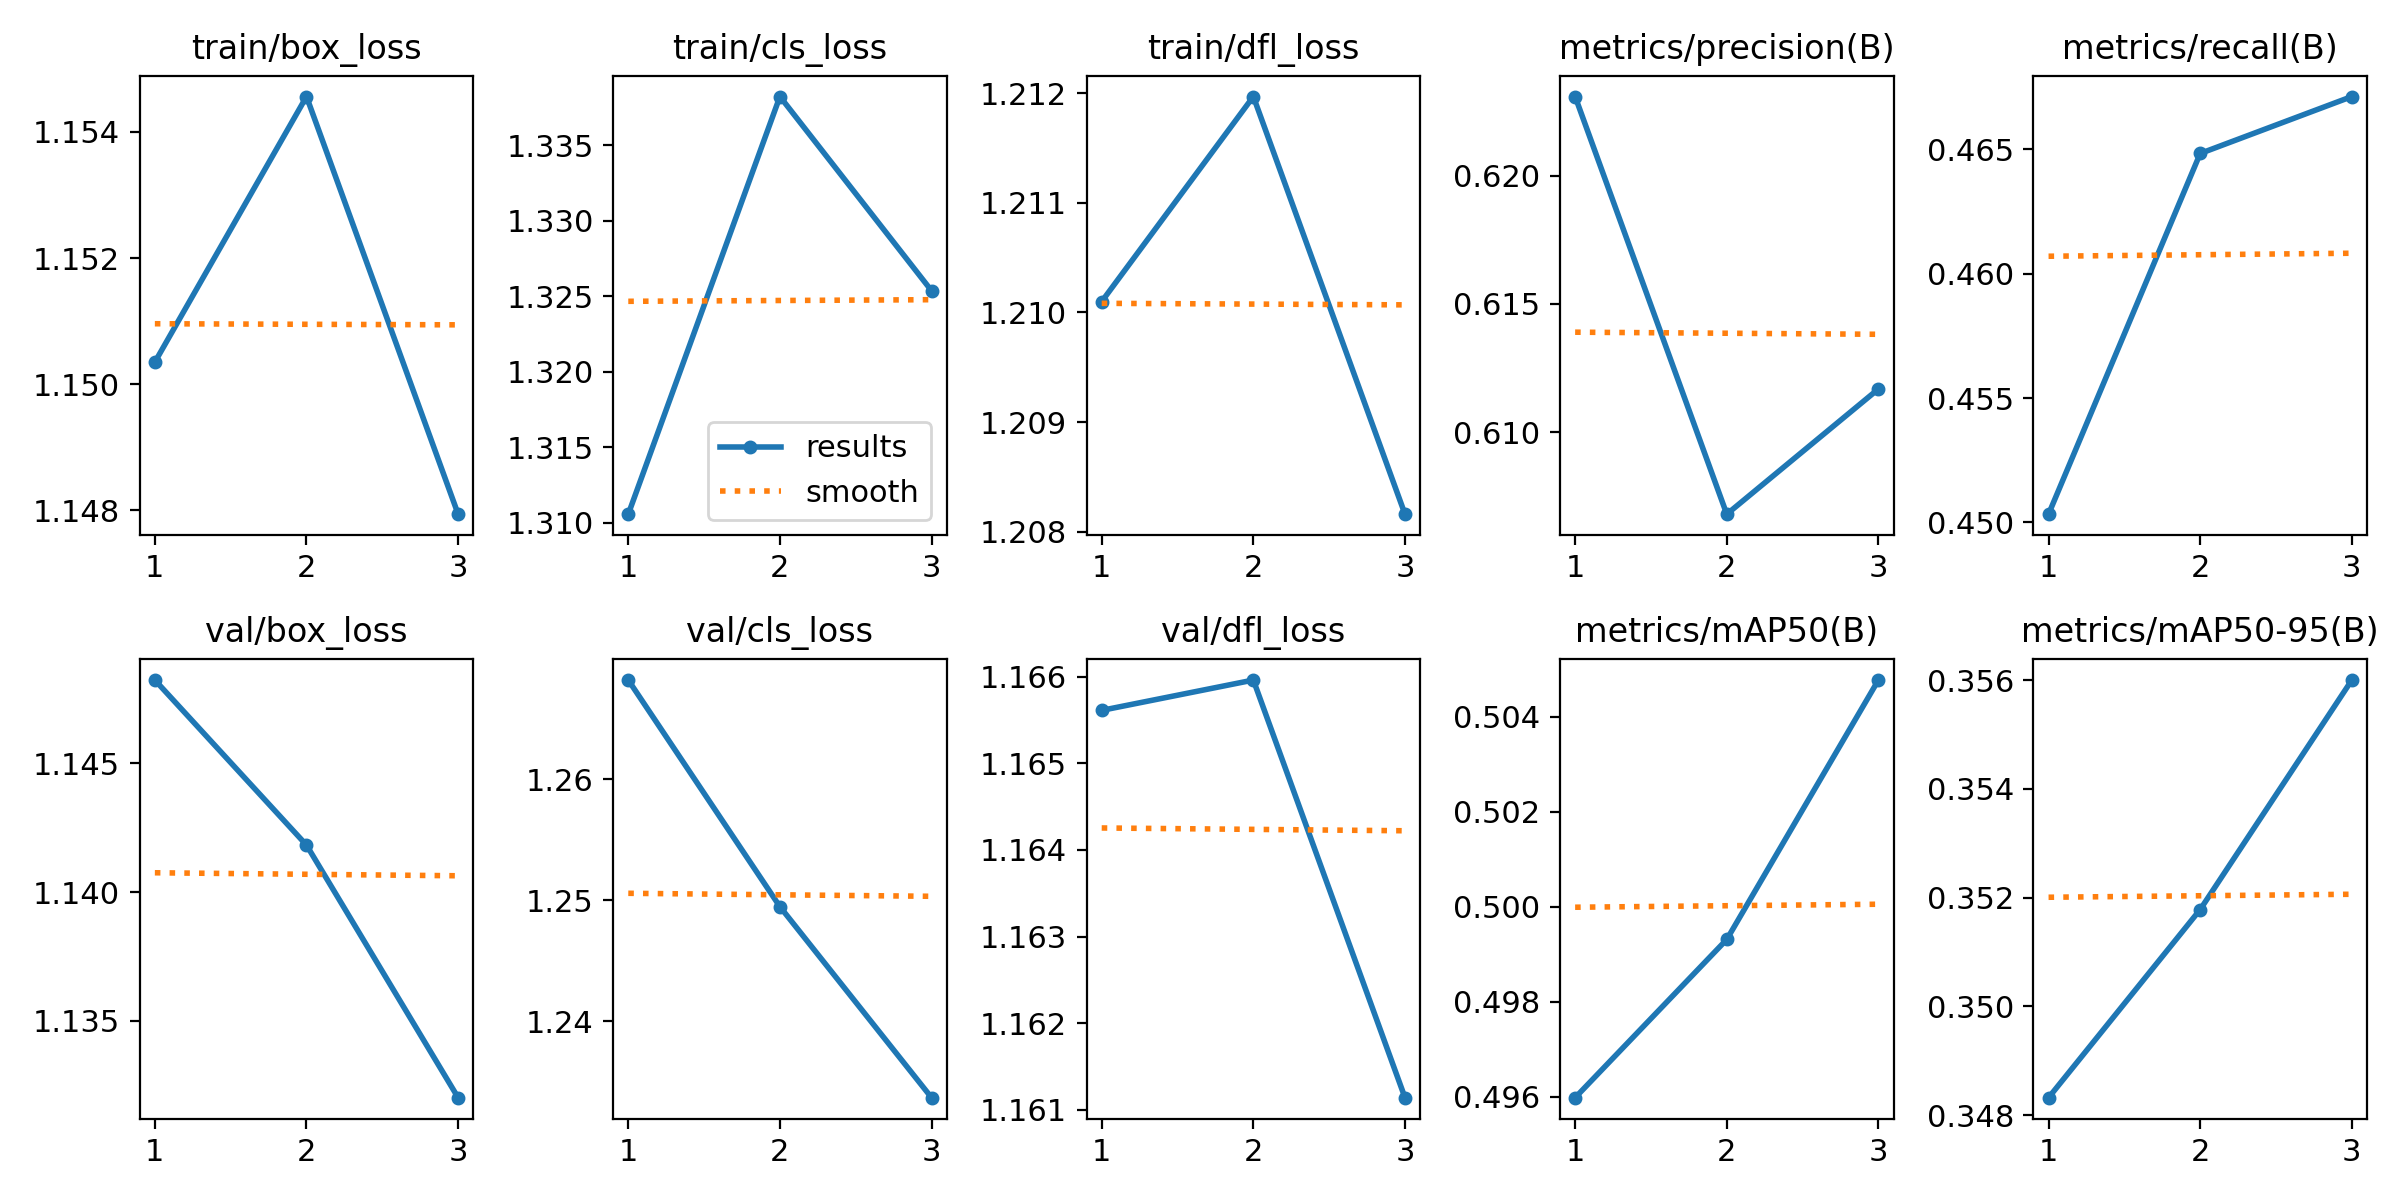 train/box_loss
1.154
1.152
1.150
1.148
1 2 3
train/cls_loss
1.335
1.330
1.325
1.320
1.315
1.310
results
smooth
1 2 3
train/dfl_loss
1.212
1.211
1.210
1.209
1.208
1 2 3
metrics/precision(B)
0.620
0.615
0.610
1 2 3
metrics/recall(B)
0.465
0.460
0.455
0.450
1 2 3
val/box_loss
1.145
1.140
1.135
1 2 3
val/cls_loss
1.26
1.25
1.24
1 2 3
val/dfl_loss
1.166
1.165
1.164
1.163
1.162
1.161
1 2 3
metrics/mAP50(B)
0.504
0.502
0.500
0.498
0.496
1 2 3
metrics/mAP50-95(B)
0.356
0.354
0.352
0.350
0.348
1 2 3